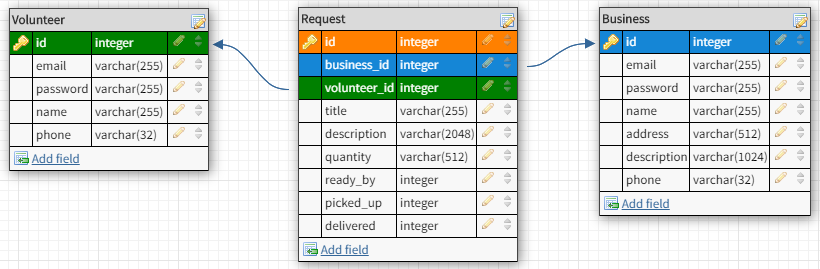 Volunteer
id integer
email varchar(255)
password varchar(255)
name varchar(255)
phone varchar(32)
Add field
Request
id integer
business_id integer
volunteer_id integer
title varchar(255)
description varchar(2048)
quantity varchar(512)
ready_by integer
picked_up integer
delivered integer
Add field
Business
id integer
email varchar(255)
password varchar(255)
name varchar(255)
address varchar(512)
description varchar(1024)
phone varchar(32)
Add field